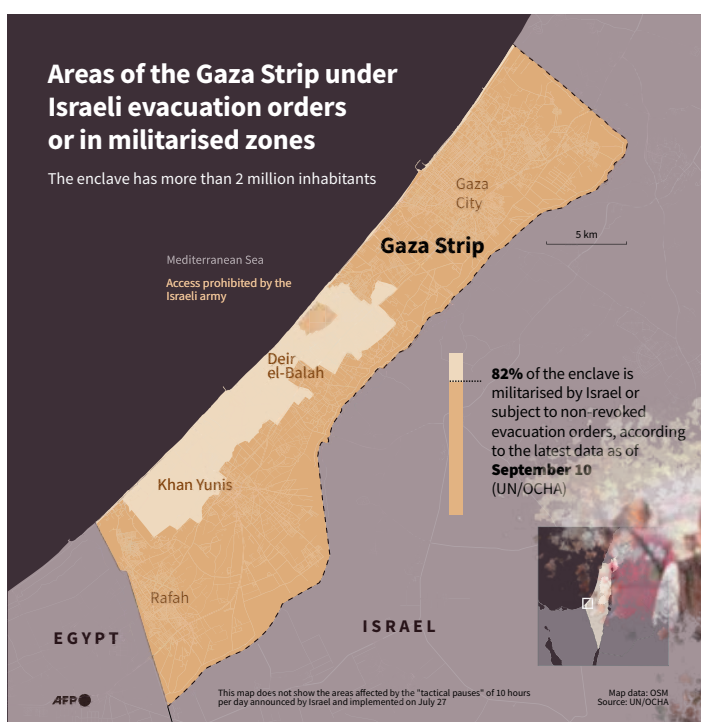 Areas of the Gaza Strip under
Israeli evacuation orders
or in militarised zones
The enclave has more than 2 million inhabitants
Gaza
City
5 km
Gaza Strip
Mediterranean Sea
Access prohibited by the
Israeli army
Deir
el-Balah
82% of the enclave is
militarised by Israel or
subject to non-revoked
evacuation orders, according
to the latest data as of
September 10
(UN/OCHA)
Khan Yunis
Rafah
EGYPT
ISRAEL
AFP
This map does not show the areas affected by the "tactical pauses" of 10 hours
per day announced by Israel and implemented on July 27
Map data: OSM
Source: UN/OCHA